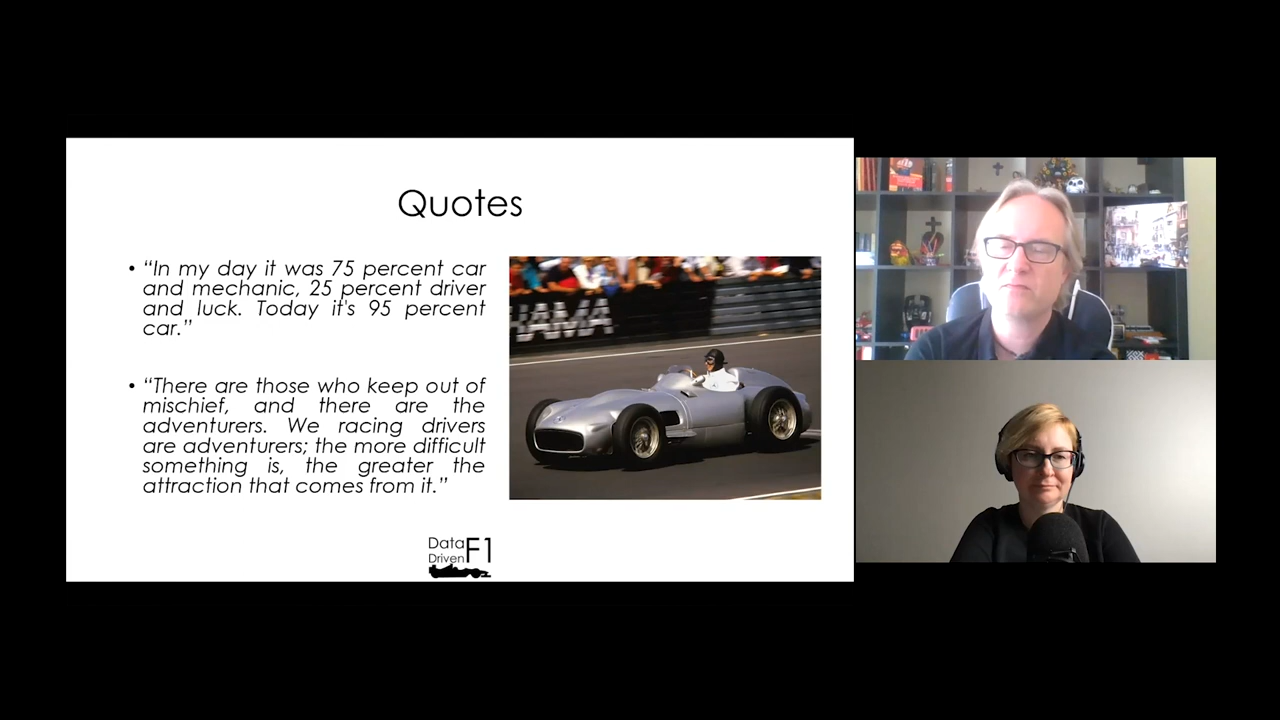 Quotes
• “In my day it was 75 percent car
and mechanic, 25 percent driver
and luck. Today it's 95 percent
car.”
• “There are those who keep out of
mischief, and there are the
adventurers. We racing drivers
are adventurers; the more difficult
something is, the greater the
attraction that comes from it.”
HAMA
Data
Driven
F1